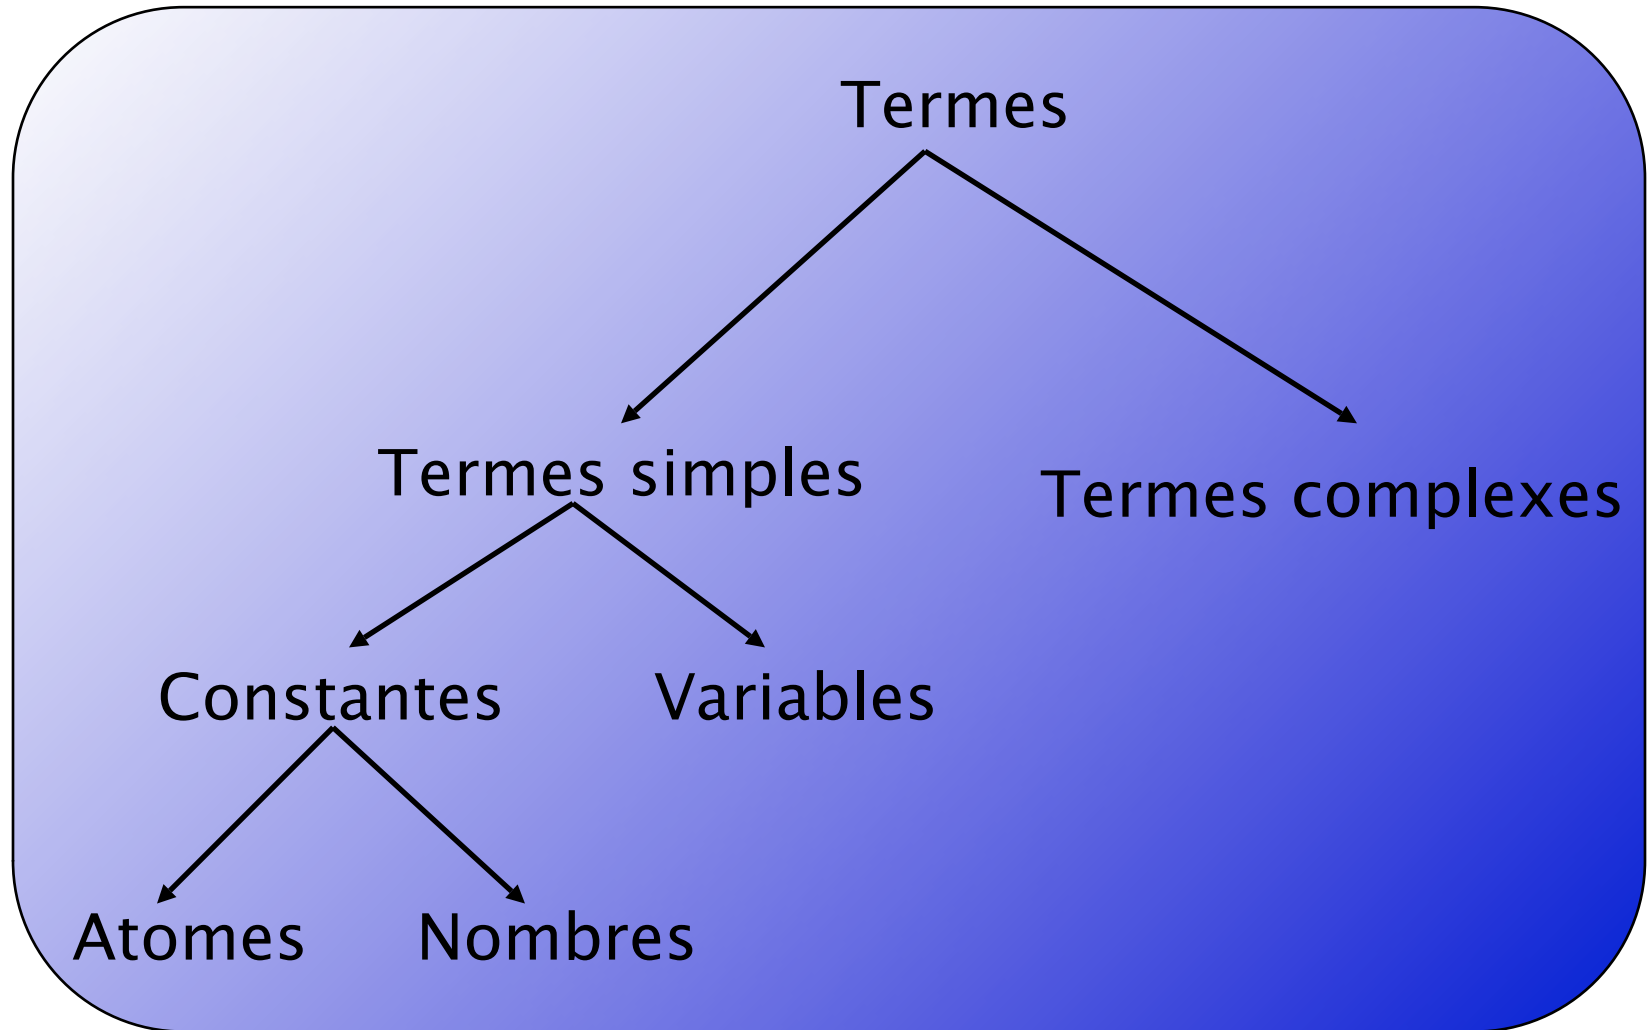 Termes
Termes simples
Termes complexes
Constantes
Variables
Atomes
Nombres